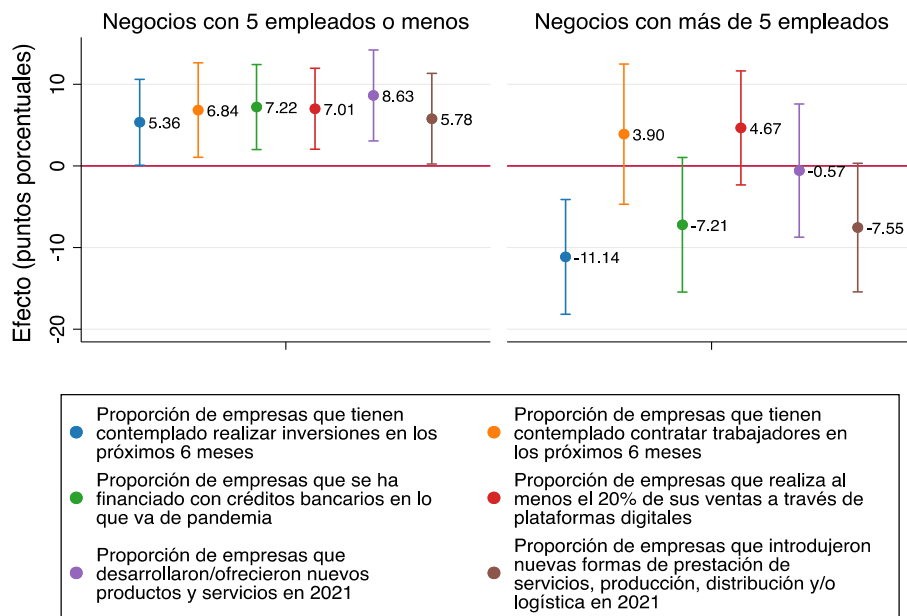 Negocios con 5 empleados o menos
Negocios con más de 5 empleados
Efecto (puntos porcentuales)
10
0
-10
-20
5.36
6.84
7.22
7.01
8.63
5.78
-11.14
3.90
-7.21
4.67
-0.57
-7.55
Proporción de empresas que tienen
contemplado realizar inversiones en los
próximos 6 meses
Proporción de empresas que tienen
contemplado contratar trabajadores en
los próximos 6 meses
Proporción de empresas que se ha
financiado con créditos bancarios en lo
que va de pandemia
Proporción de empresas que realiza al
menos el 20% de sus ventas a través de
plataformas digitales
Proporción de empresas que
desarrollaron/ofrecieron nuevos
productos y servicios en 2021
Proporción de empresas que introdujeron
nuevas formas de prestación de
servicios, producción, distribución y/o
logística en 2021